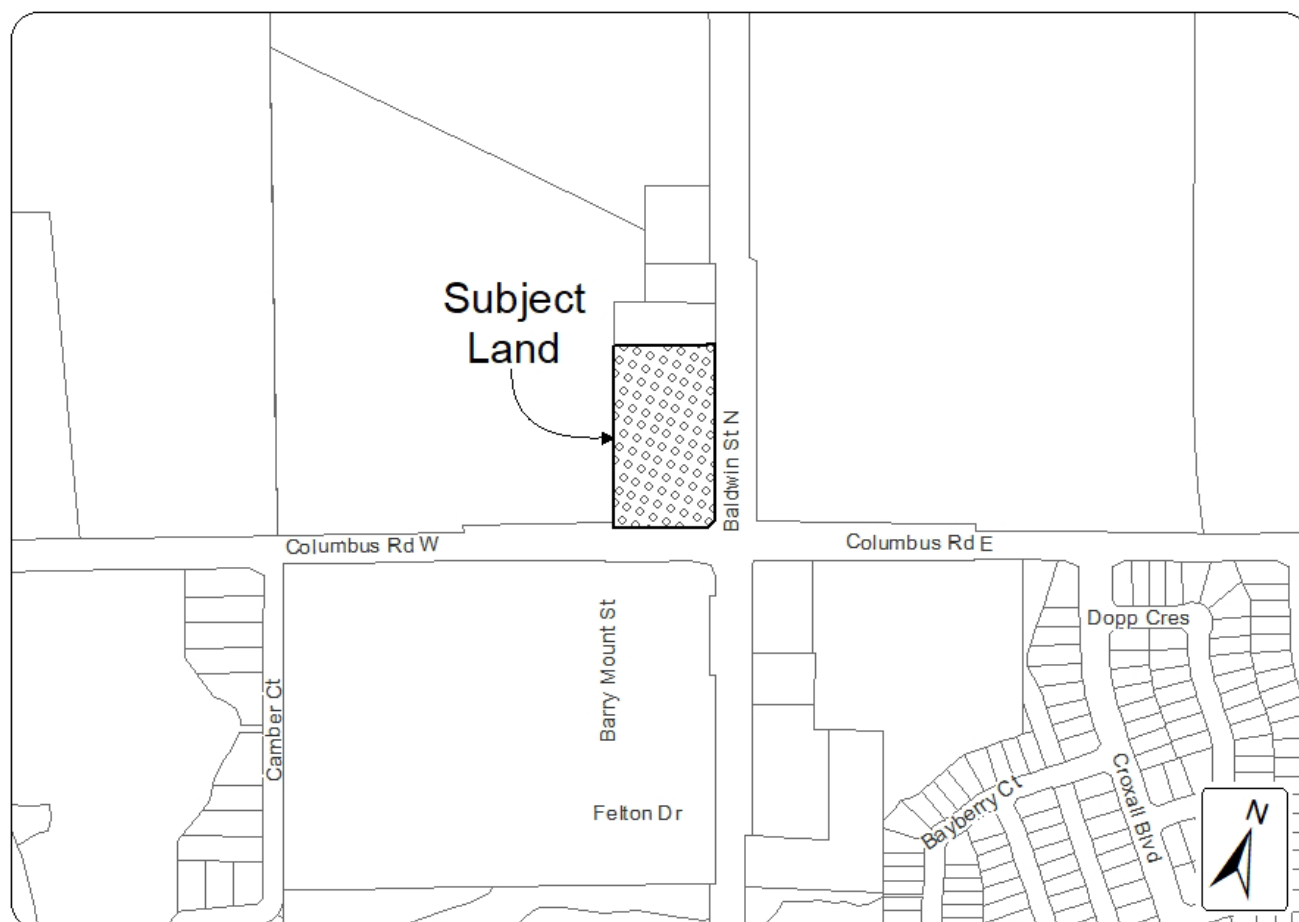 Subject
Land
Baldwin St N
Columbus Rd W
Columbus Rd E
Barry Mount St
Dopp Cres
Camber Ct
Felton Dr
Bayberry Ct
Croxall Blvd
N